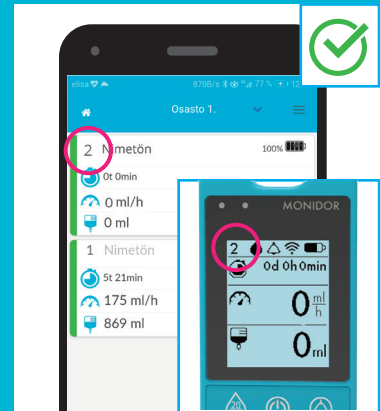 elisa 870B/s 77 % 12
Osasto 1.
2 Nimetön 100%
0t 0min
0 ml/h
0 ml
1 Nimetön
5t 21min
175 ml/h
869 ml
MONIDOR
2
0d 0h 0min
0 ml/h
0 ml
20